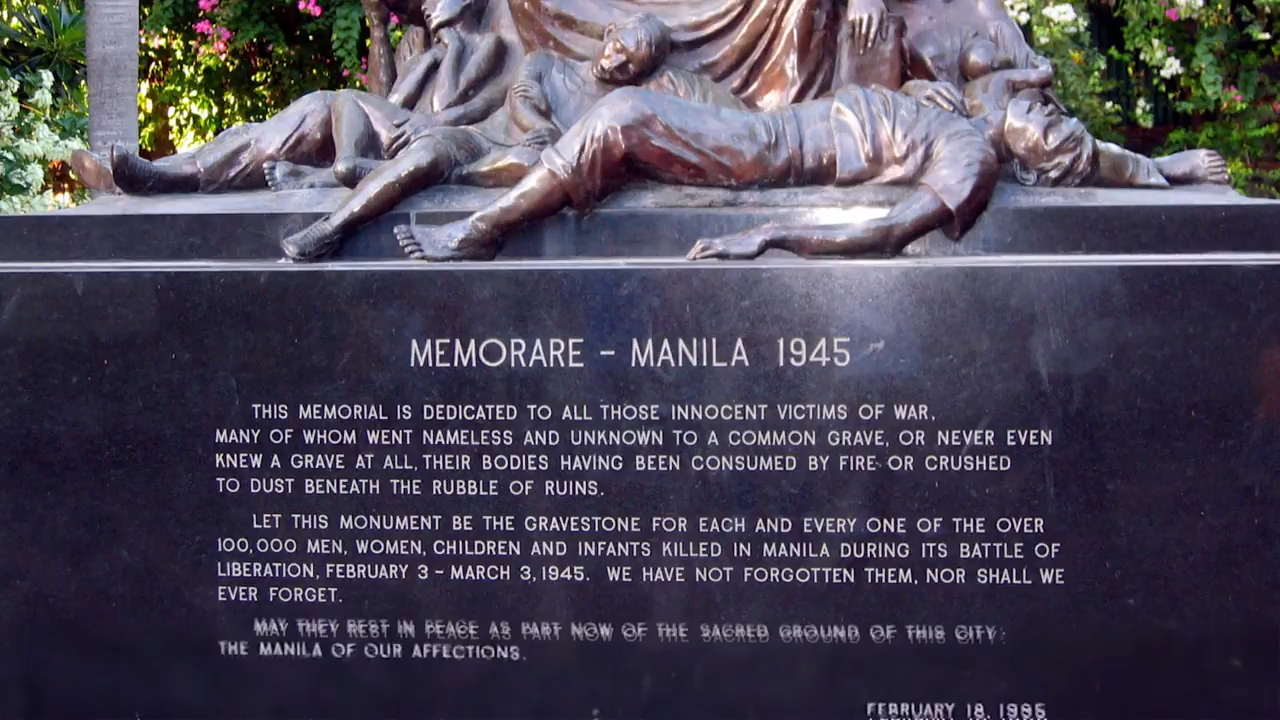 MEMORARE - MANILA 1945
THIS MEMORIAL IS DEDICATED TO ALL THOSE INNOCENT VICTIMS OF WAR,
MANY OF WHOM WENT NAMELESS AND UNKNOWN TO A COMMON GRAVE, OR NEVER EVEN
KNEW A GRAVE AT ALL, THEIR BODIES HAVING BEEN CONSUMED BY FIRE OR CRUSHED
TO DUST BENEATH THE RUBBLE OF RUINS.
LET THIS MONUMENT BE THE GRAVESTONE FOR EACH AND EVERY ONE OF THE OVER
100,000 MEN, WOMEN, CHILDREN AND INFANTS KILLED IN MANILA DURING ITS BATTLE OF
LIBERATION, FEBRUARY 3 - MARCH 3, 1945. WE HAVE NOT FORGOTTEN THEM, NOR SHALL WE
EVER FORGET.
MAY THEY REST IN PEACE AS PART NOW OF THE SACRED GROUND OF THIS CITY:
THE MANILA OF OUR AFFECTIONS.
FEBRUARY 18, 1995